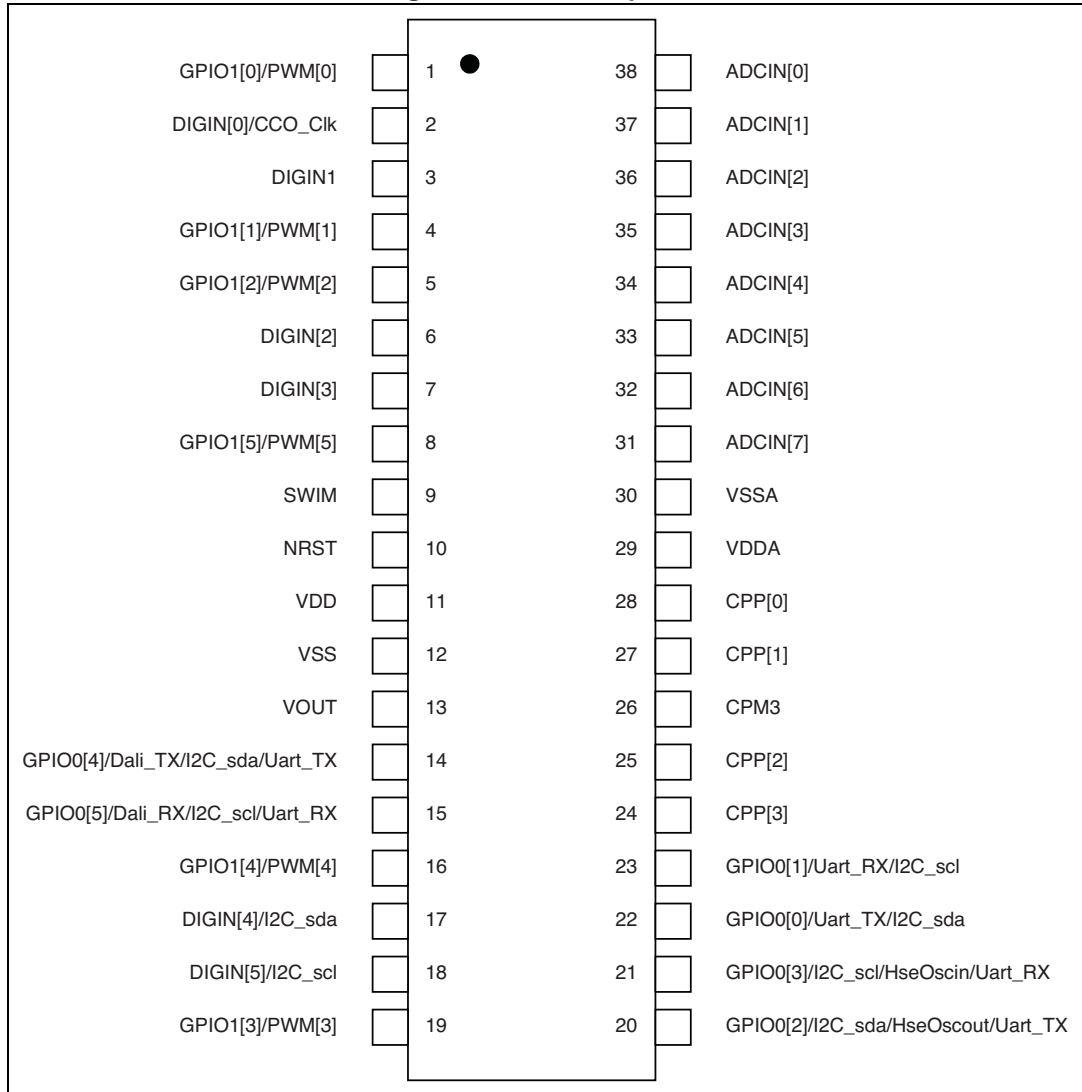 GPIO1[0]/PWM[0] 1 38 ADCIN[0]
DIGIN[0]/CCO_Clk 2 37 ADCIN[1]
DIGIN1 3 36 ADCIN[2]
GPIO1[1]/PWM[1] 4 35 ADCIN[3]
GPIO1[2]/PWM[2] 5 34 ADCIN[4]
DIGIN[2] 6 33 ADCIN[5]
DIGIN[3] 7 32 ADCIN[6]
GPIO1[5]/PWM[5] 8 31 ADCIN[7]
SWIM 9 30 VSSA
NRST 10 29 VDDA
VDD 11 28 CPP[0]
VSS 12 27 CPP[1]
VOUT 13 26 CPM3
GPIO0[4]/Dali_TX/I2C_sda/Uart_TX 14 25 CPP[2]
GPIO0[5]/Dali_RX/I2C_scl/Uart_RX 15 24 CPP[3]
GPIO1[4]/PWM[4] 16 23 GPIO0[1]/Uart_RX/I2C_scl
DIGIN[4]/I2C_sda 17 22 GPIO0[0]/Uart_TX/I2C_sda
DIGIN[5]/I2C_scl 18 21 GPIO0[3]/I2C_scl/HseOscin/Uart_RX
GPIO1[3]/PWM[3] 19 20 GPIO0[2]/I2C_sda/HseOscout/Uart_TX